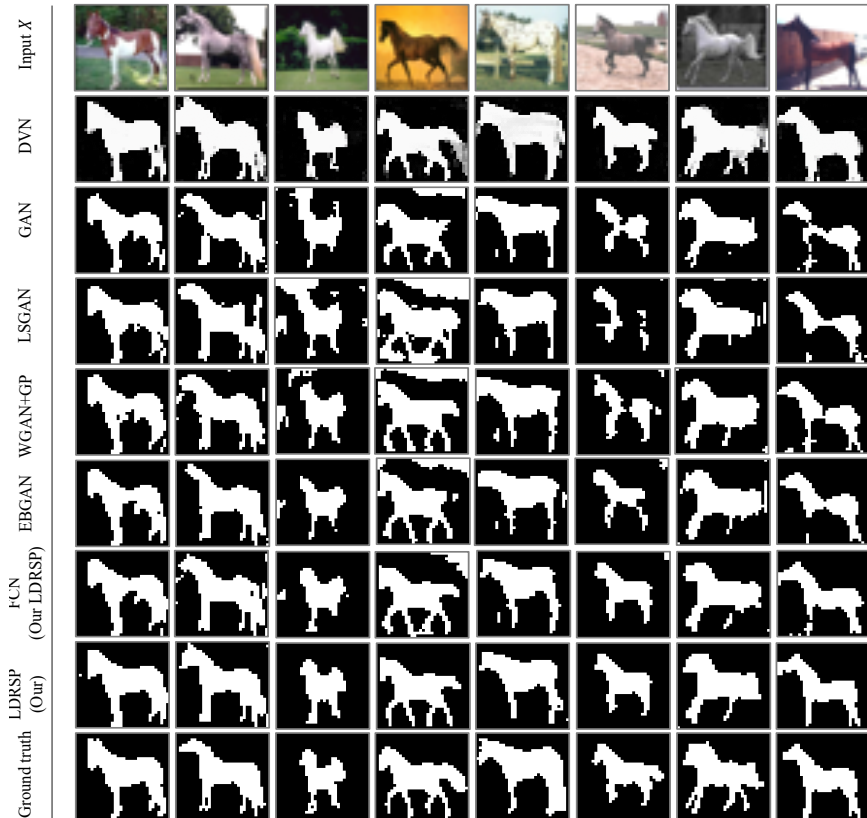 Input X
DVN
GAN
LSGAN
WGAN+GP
EBGAN
FCN
(Our LDRSP)
LDRSP
(Our)
Ground truth